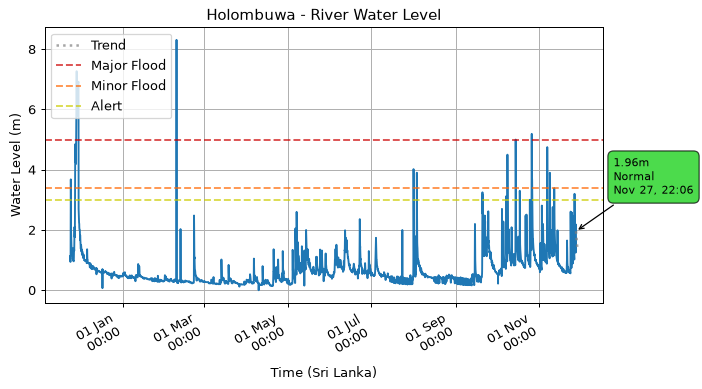 Holombuwa - River Water Level
Trend
Major Flood
Minor Flood
Alert
8
6
4
2
0
Water Level (m)
1.96m
Normal
Nov 27, 22:06
01 Jan
00:00
01 Mar
00:00
01 May
00:00
01 Jul
00:00
01 Sep
00:00
01 Nov
00:00
Time (Sri Lanka)